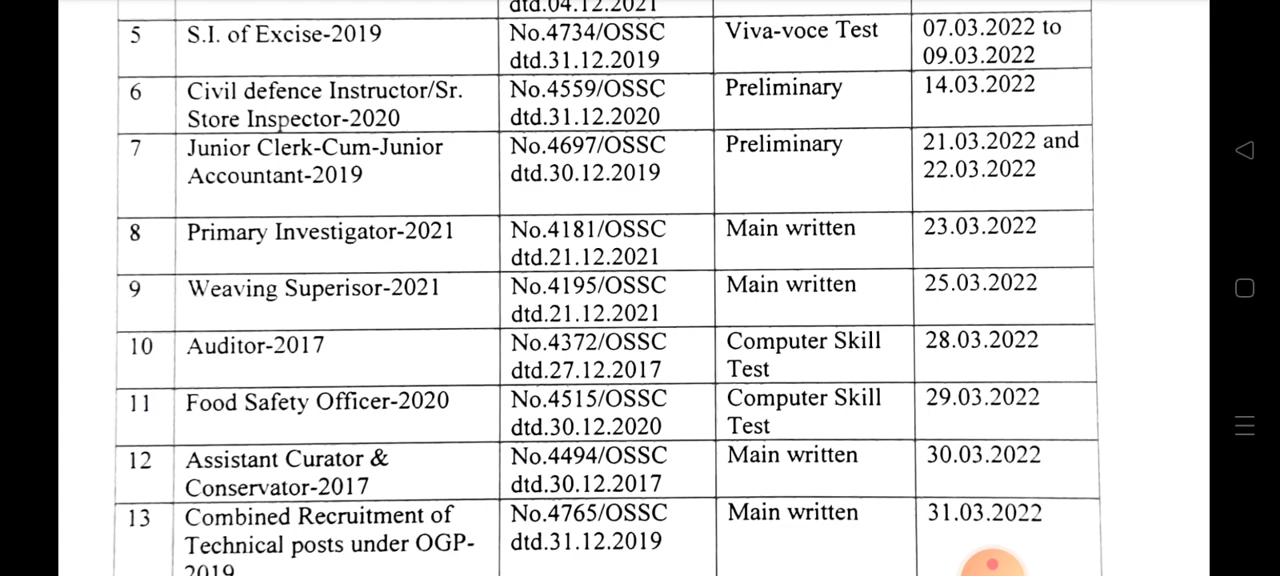 dtd.04.12.2021
5 S.I. of Excise-2019 No.4734/OSSC Viva-voce Test 07.03.2022 to
dtd.31.12.2019 09.03.2022
6 Civil defence Instructor/Sr. No.4559/OSSC Preliminary 14.03.2022
Store Inspector-2020 dtd.31.12.2020
7 Junior Clerk-Cum-Junior No.4697/OSSC Preliminary 21.03.2022 and
Accountant-2019 dtd.30.12.2019 22.03.2022
8 Primary Investigator-2021 No.4181/OSSC Main written 23.03.2022
dtd.21.12.2021
9 Weaving Superisor-2021 No.4195/OSSC Main written 25.03.2022
dtd.21.12.2021
10 Auditor-2017 No.4372/OSSC Computer Skill 28.03.2022
dtd.27.12.2017 Test
11 Food Safety Officer-2020 No.4515/OSSC Computer Skill 29.03.2022
dtd.30.12.2020 Test
12 Assistant Curator & No.4494/OSSC Main written 30.03.2022
Conservator-2017 dtd.30.12.2017
13 Combined Recruitment of No.4765/OSSC Main written 31.03.2022
Technical posts under OGP- dtd.31.12.2019
2019